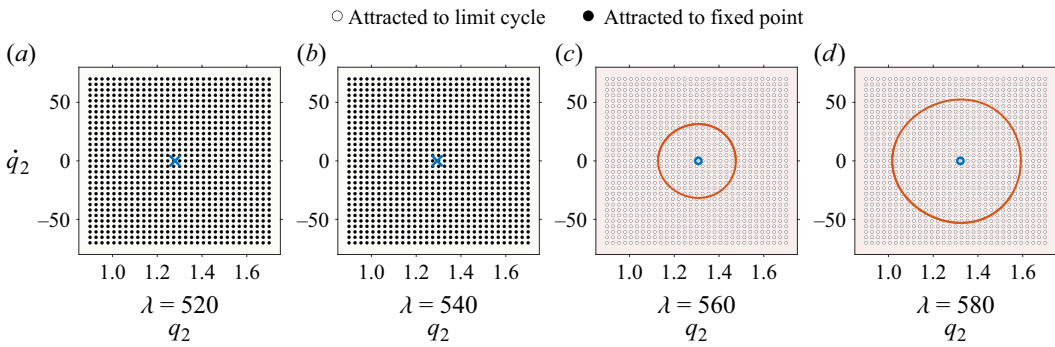 ○ Attracted to limit cycle ● Attracted to fixed point
(a) (b) (c) (d)
50 50 50 50
q̇₂ 0 0 0 0
−50 −50 −50 −50
1.0 1.2 1.4 1.6 1.0 1.2 1.4 1.6 1.0 1.2 1.4 1.6 1.0 1.2 1.4 1.6
λ = 520 λ = 540 λ = 560 λ = 580
q₂ q₂ q₂ q₂